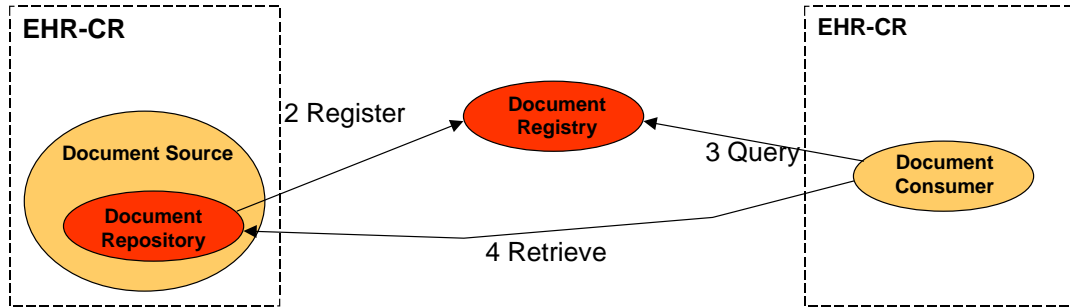 EHR-CR
EHR-CR
2 Register
Document
Registry
3 Query
Document Source
Document
Repository
Document
Consumer
4 Retrieve